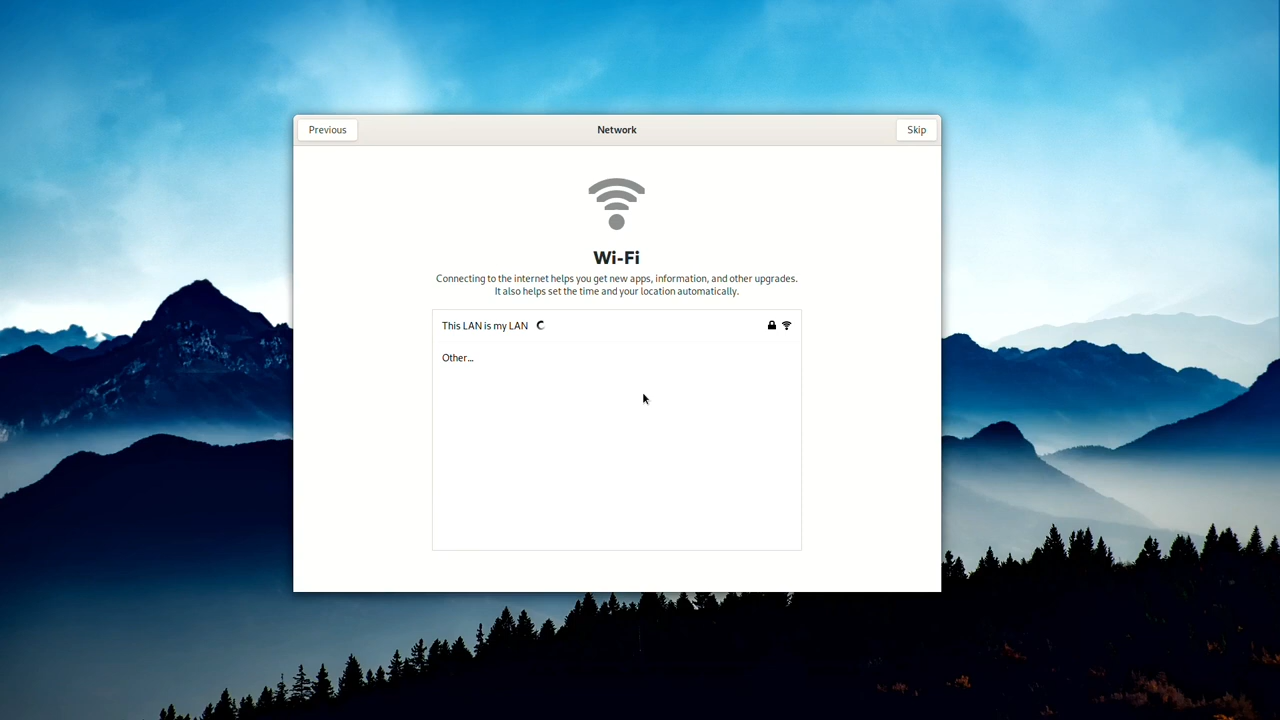 Previous
Network
Skip
Wi-Fi
Connecting to the internet helps you get new apps, information, and other upgrades.
It also helps set the time and your location automatically.
This LAN is my LAN
Other...